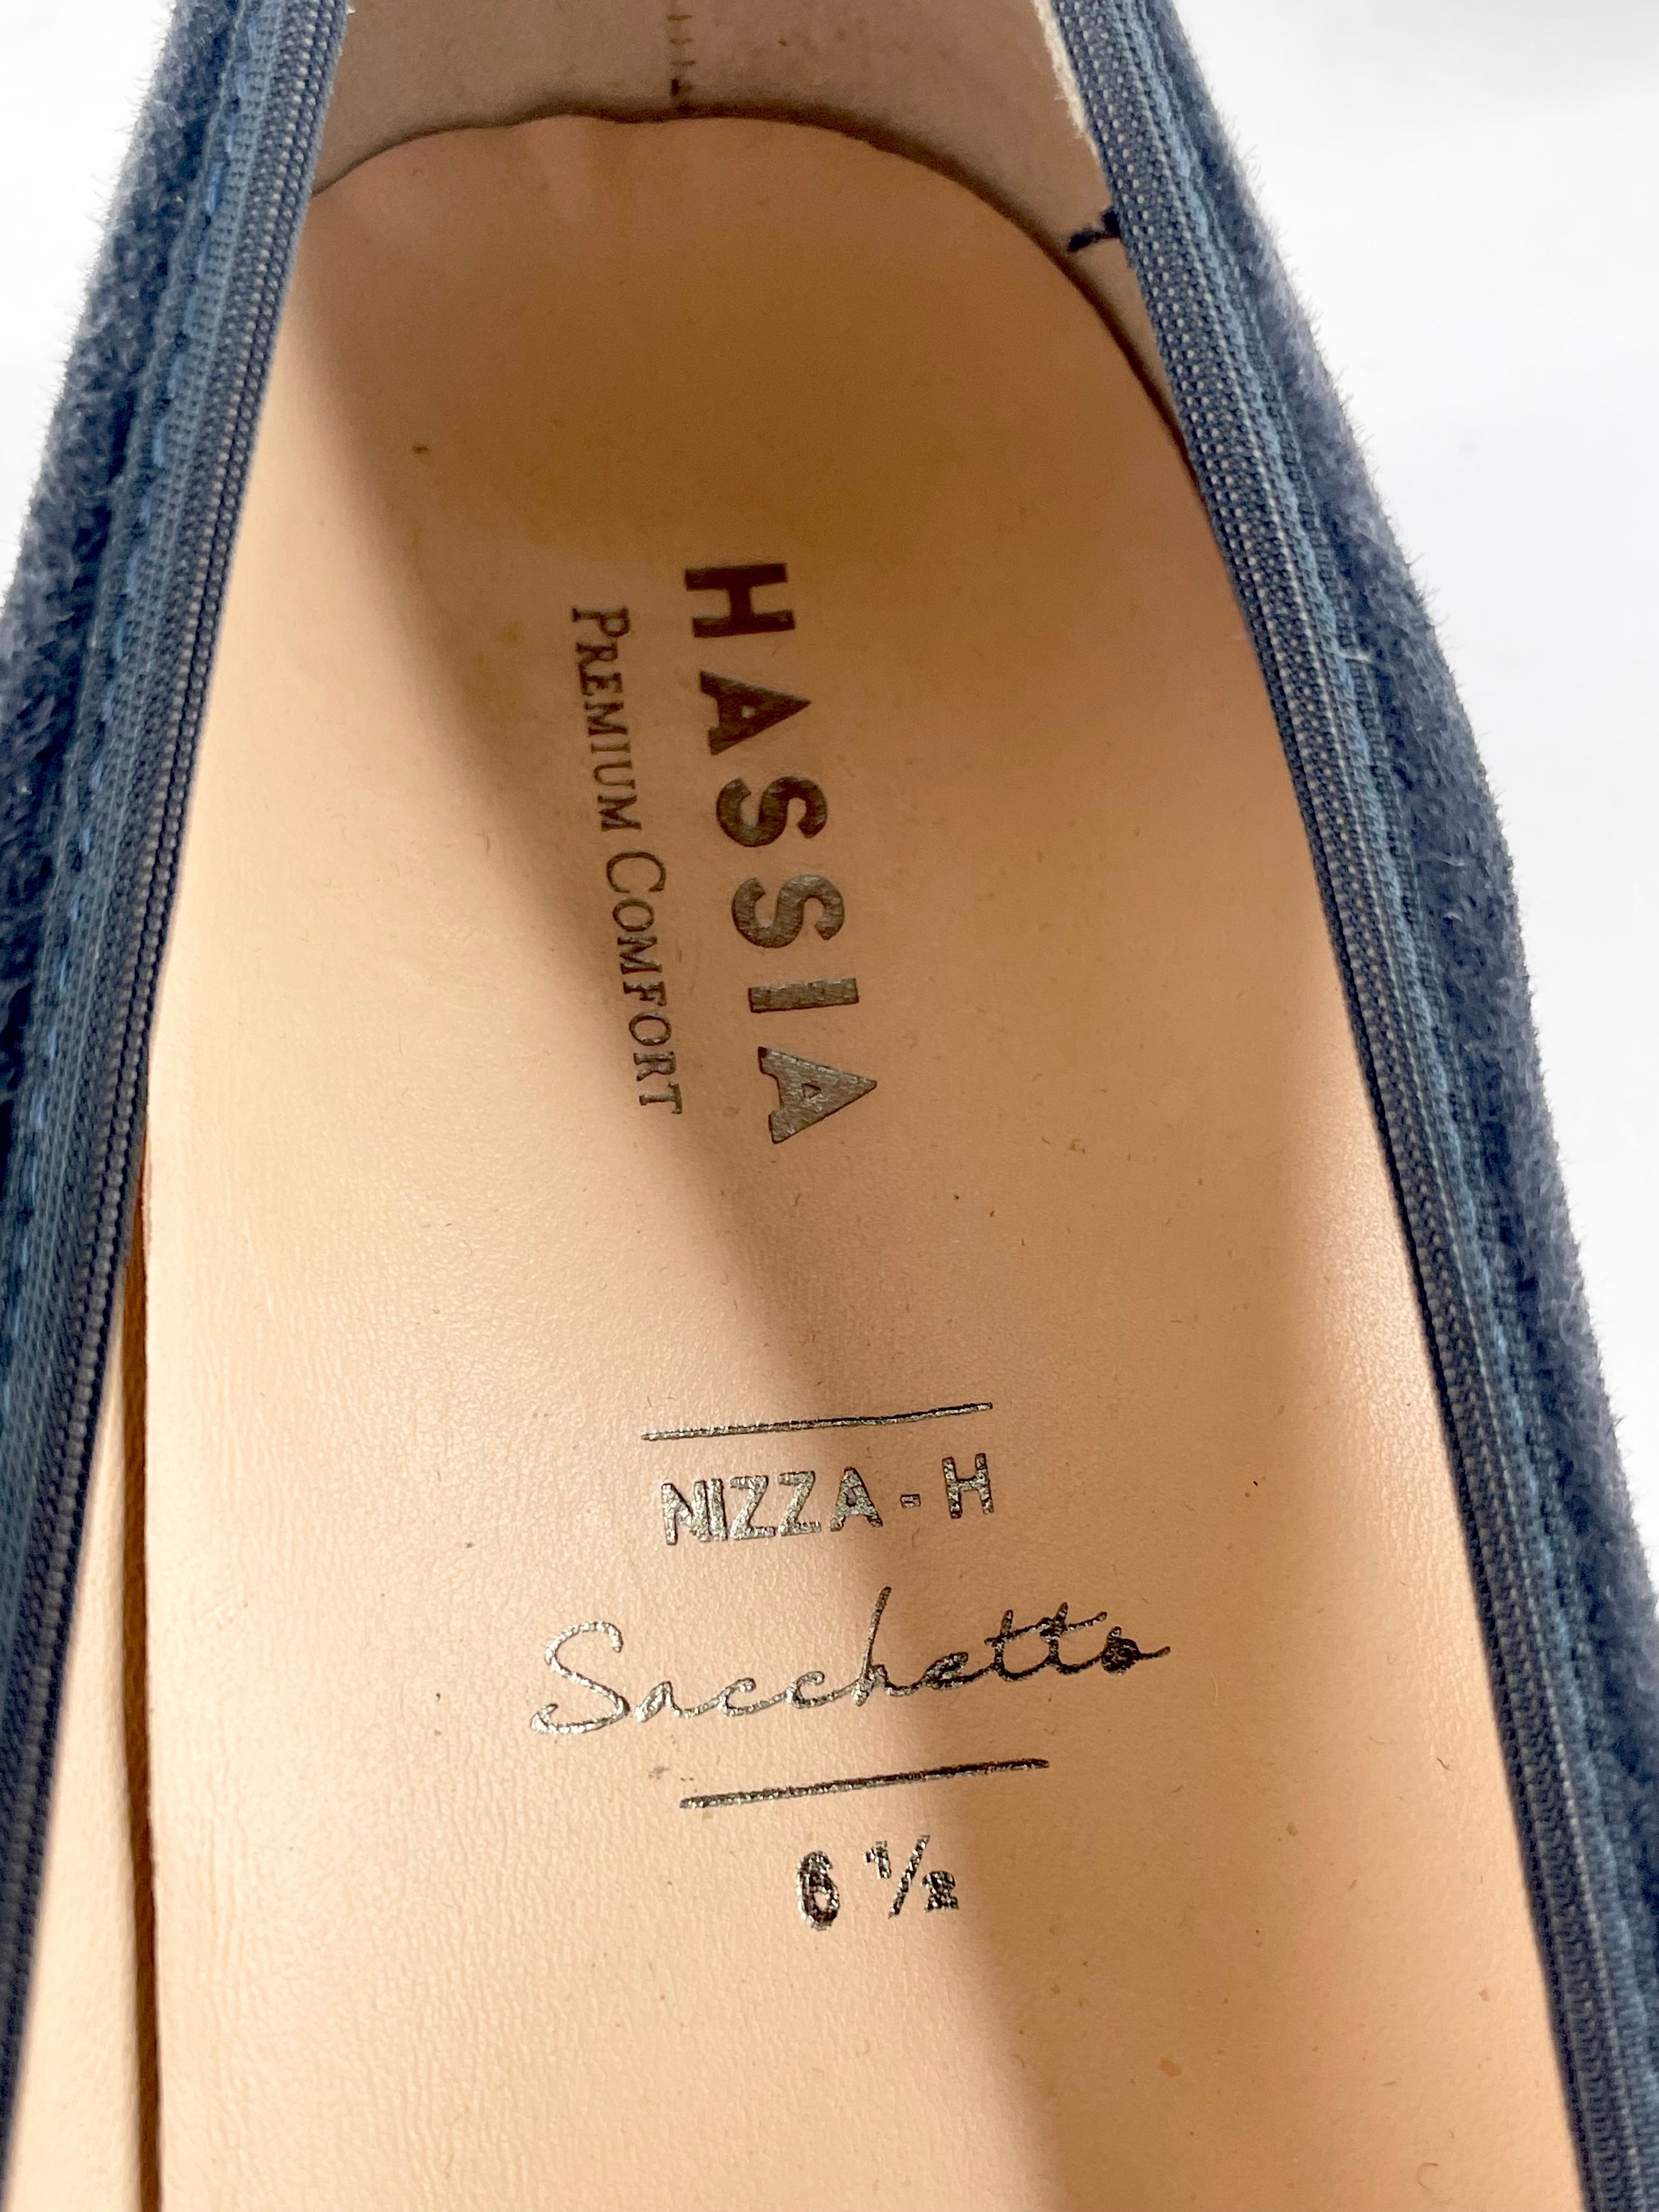 HASSIA
PREMIUM COMFORT
NIZZA - H
Sacchetto
6 1/2